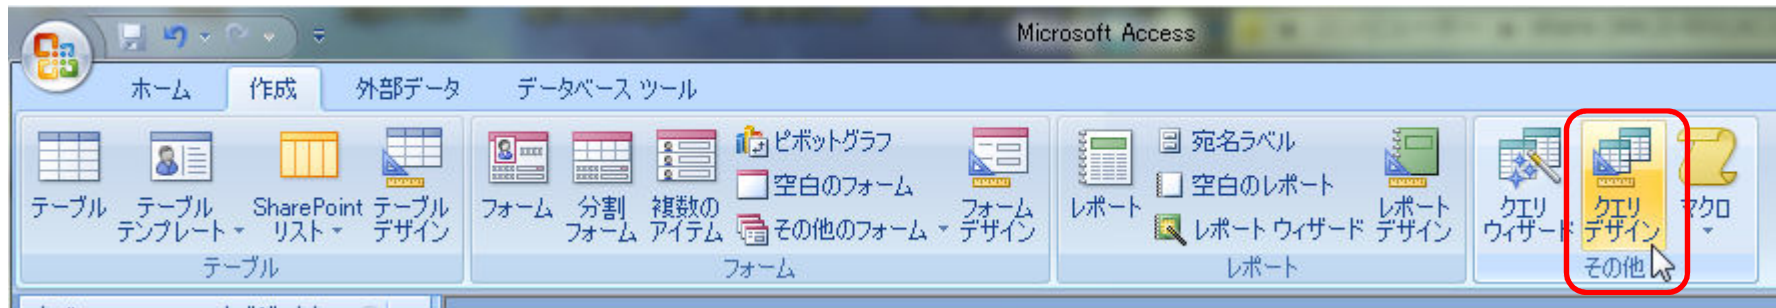 Microsoft Access
ホーム 作成 外部データ データベース ツール
テーブル
テーブル
テンプレート
SharePoint
リスト
テーブル
デザイン
テーブル
フォーム
分割
フォーム
複数の
アイテム
ピボットグラフ
空白のフォーム
その他のフォーム
フォーム
デザイン
フォーム
レポート
宛名ラベル
空白のレポート
レポート ウィザード
レポート
デザイン
レポート
クエリ
ウィザード
クエリ
デザイン
マクロ
その他